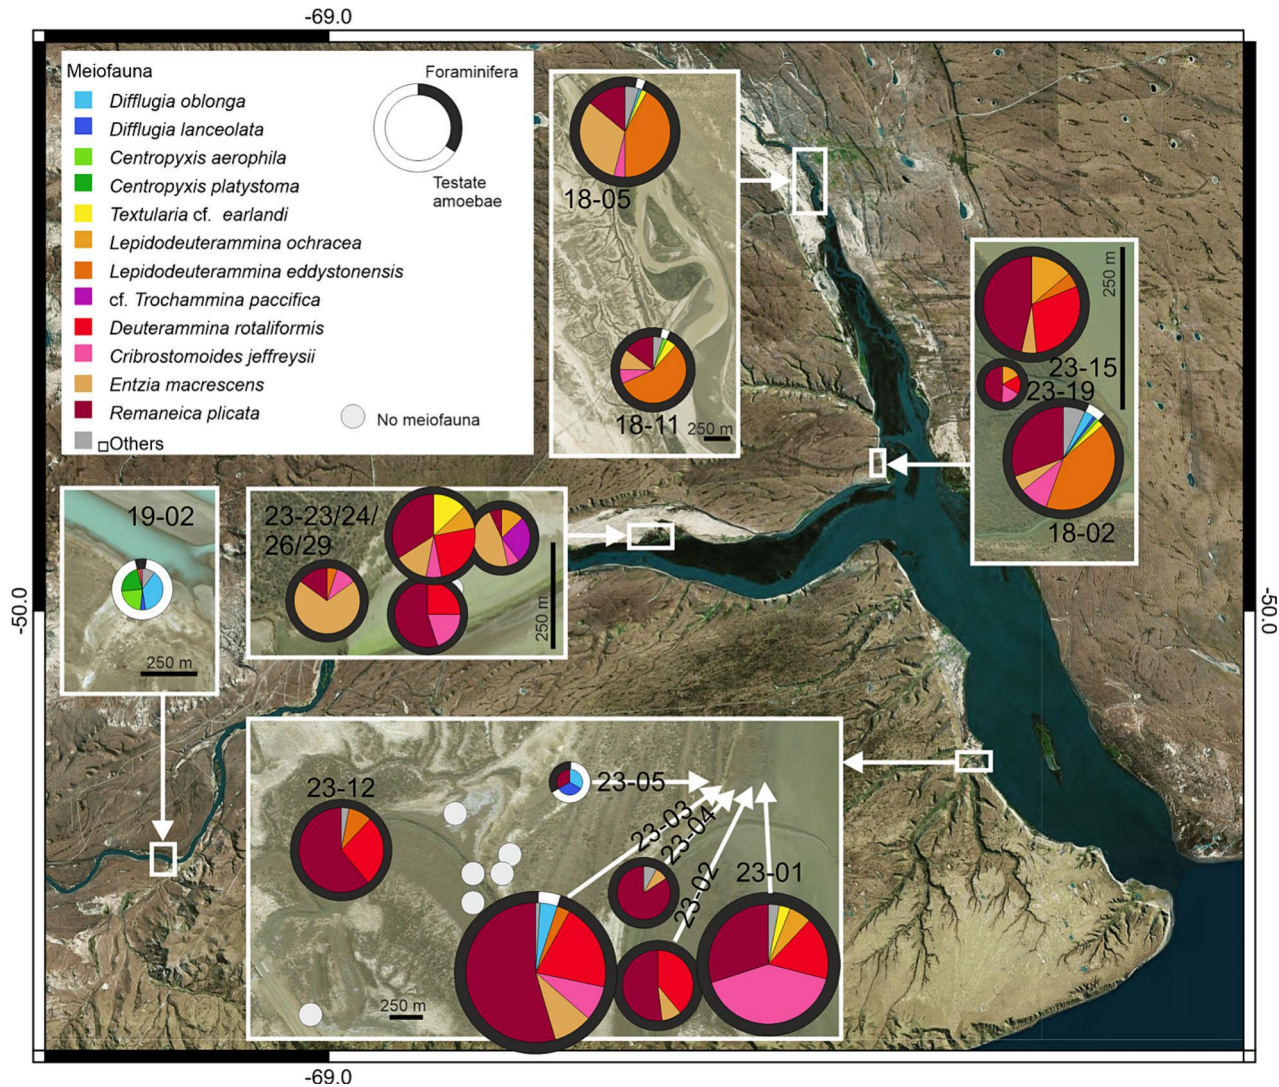 -69.0
Meiofauna
Difflugia oblonga
Difflugia lanceolata
Centropyxis aerophila
Centropyxis platystoma
Textularia cf. earlandi
Lepidodeuterammina ochracea
Lepidodeuterammina eddystonensis
cf. Trochammina paccifica
Deuterammina rotaliformis
Cribrostomoides jeffreysii
Entzia macrescens
Remaneica plicata
Others
Foraminifera
Testate
amoebae
No meiofauna
18-05
18-11
250 m
250 m
23-15
23-19
18-02
19-02
250 m
23-23/24/
26/29
250 m
-50.0
-50.0
23-12
23-05
23-03
23-04
23-02
23-01
250 m
-69.0